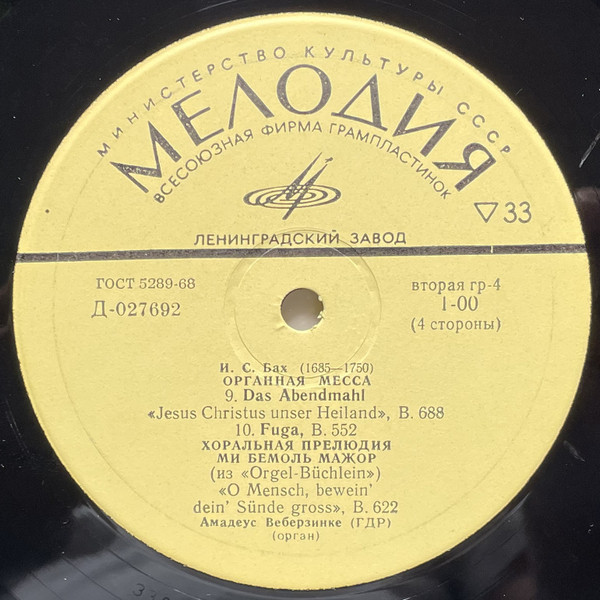 МИНИСТЕРСТВО КУЛЬТУРЫ СССР
МЕЛОДИЯ
ВСЕСОЮЗНАЯ ФИРМА ГРАМПЛАСТИНОК
▽33
ЛЕНИНГРАДСКИЙ ЗАВОД
ГОСТ 5289-68
Д-027692
вторая гр-4
1-00
(4 стороны)
И. С. Бах (1685—1750)
ОРГАННАЯ МЕССА
9. Das Abendmahl
«Jesus Christus unser Heiland», B. 688
10. Fuga, B. 552
ХОРАЛЬНАЯ ПРЕЛЮДИЯ
МИ БЕМОЛЬ МАЖОР
(из «Orgel-Büchlein»)
«O Mensch, bewein'
dein' Sünde gross», B. 622
Амадеус Веберзинке (ГДР)
(орган)